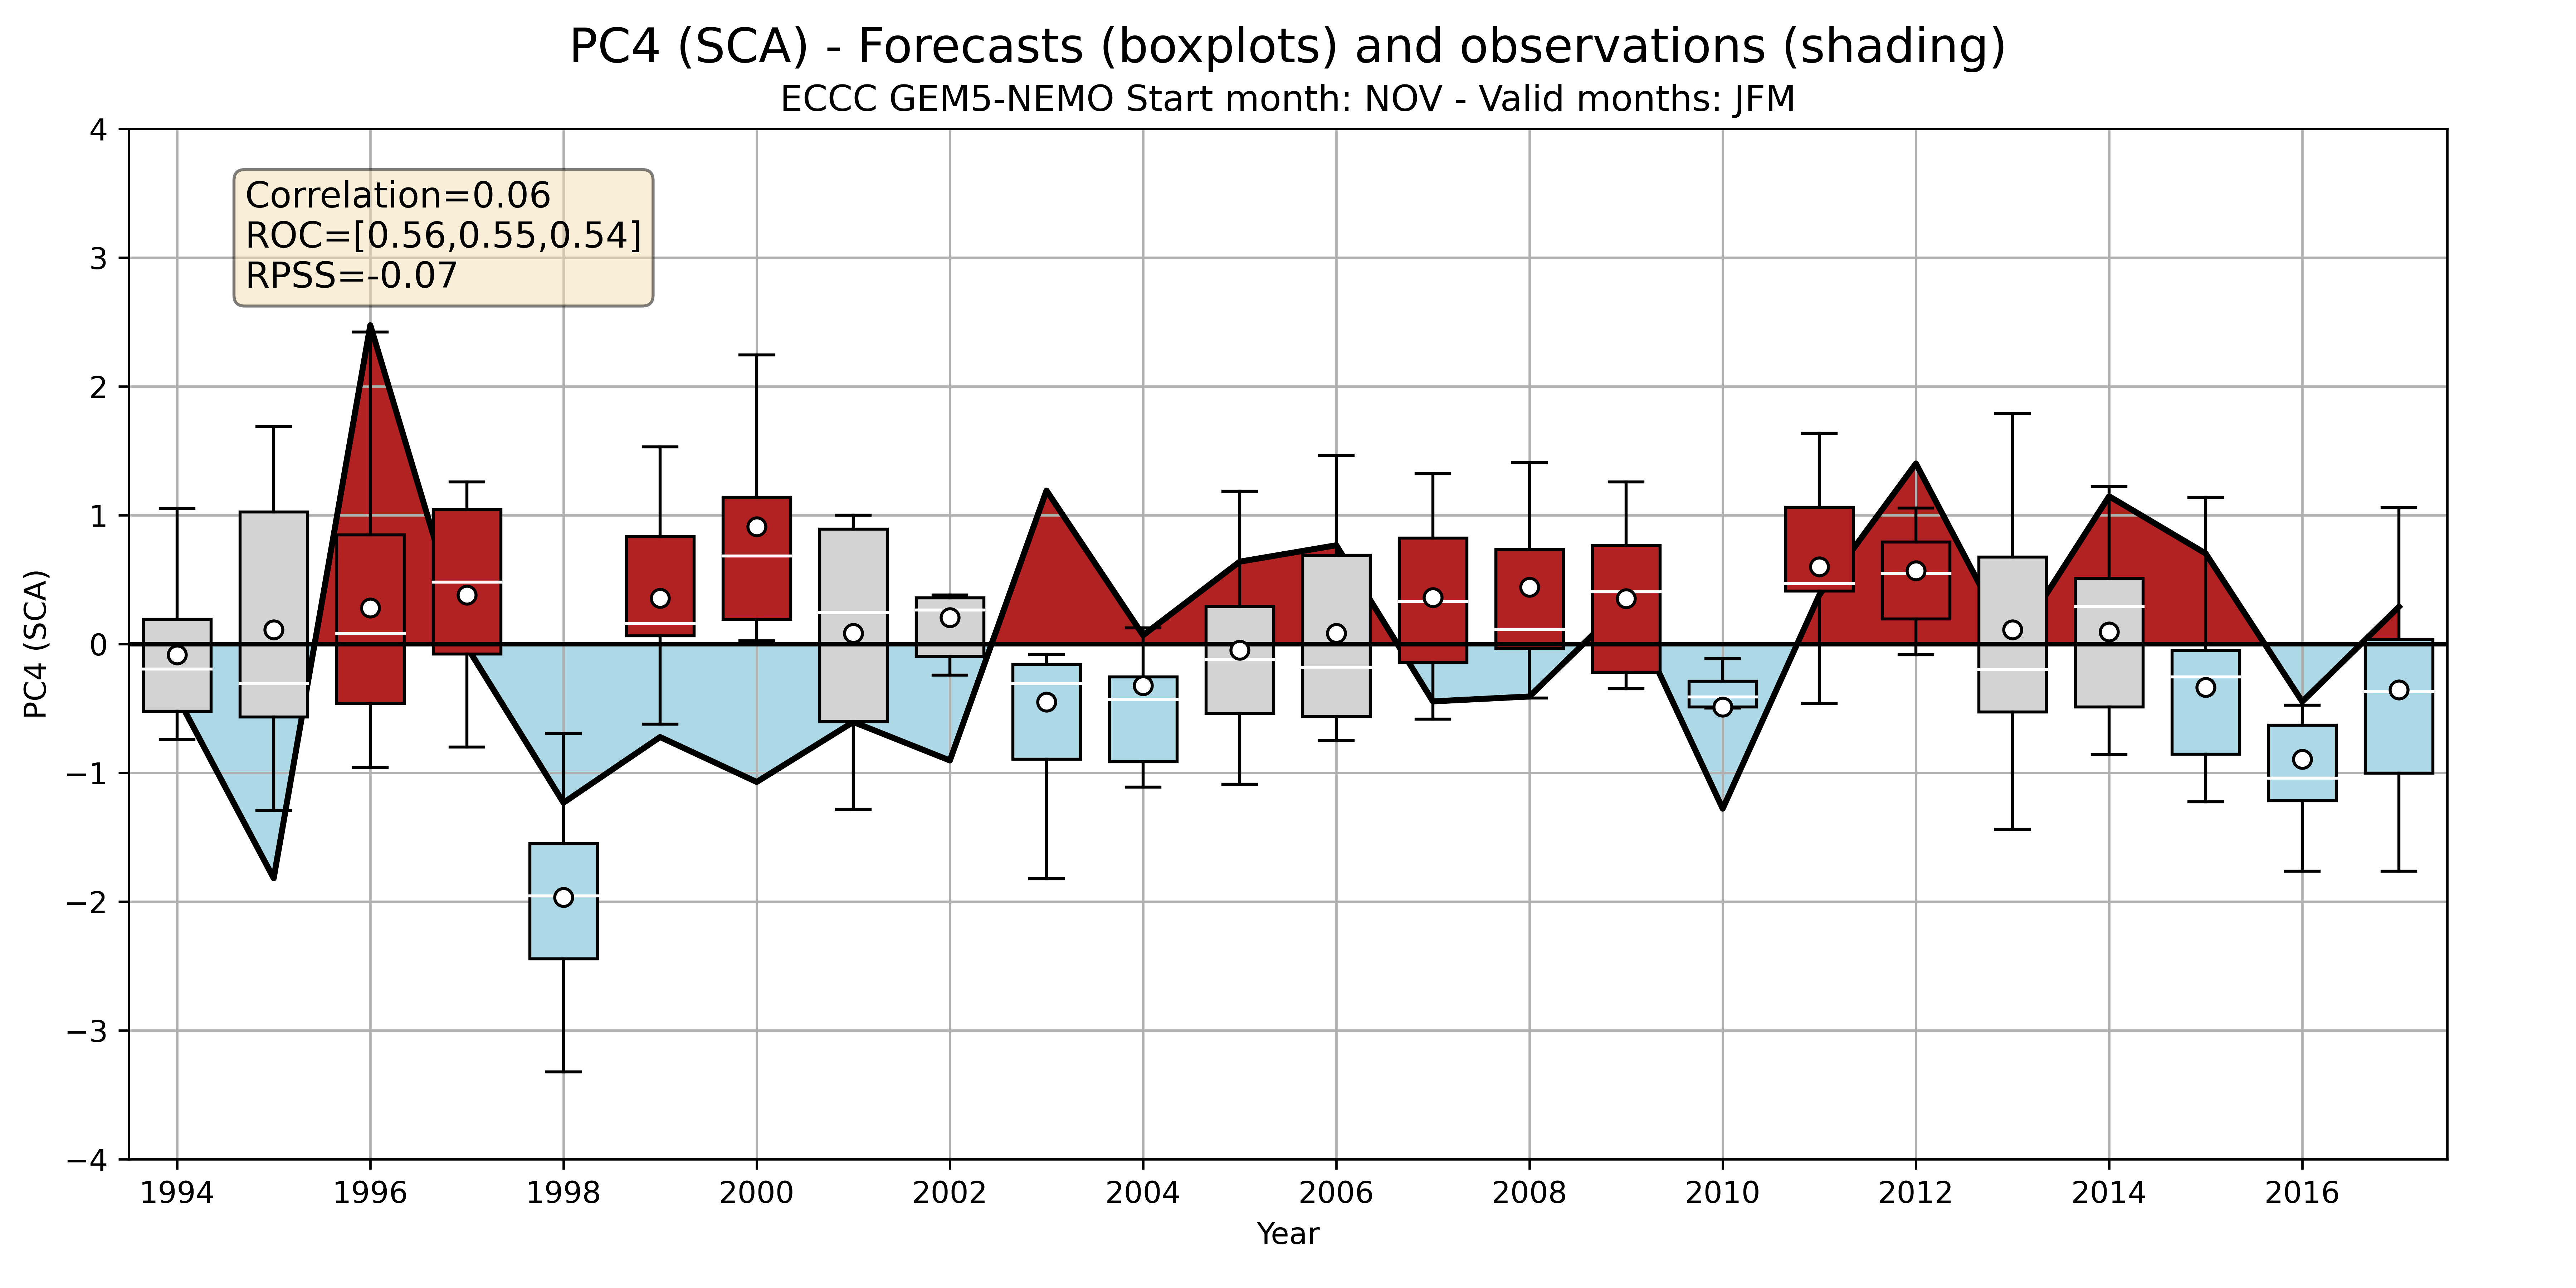 PC4 (SCA) - Forecasts (boxplots) and observations (shading)
ECCC GEM5-NEMO Start month: NOV - Valid months: JFM
Correlation=0.06
ROC=[0.56,0.55,0.54]
RPSS=-0.07
PC4 (SCA)
4
3
2
1
0
−1
−2
−3
−4
1994 1996 1998 2000 2002 2004 2006 2008 2010 2012 2014 2016
Year